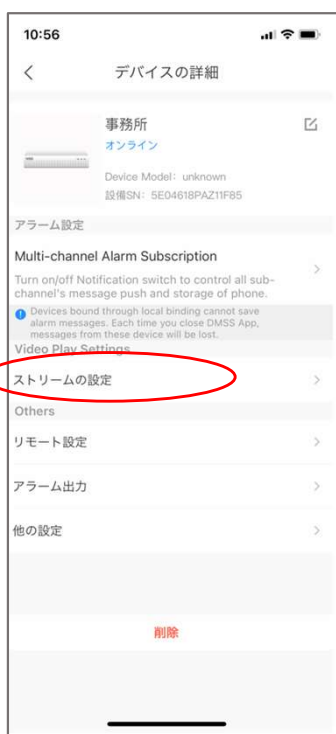 10:56
デバイスの詳細
事務所
オンライン
Device Model: unknown
設備SN: 5E04618PAZ11F85
アラーム設定
Multi-channel Alarm Subscription
Turn on/off Notification switch to control all sub-
channel's message push and storage of phone.
Devices bound through local binding cannot save
alarm messages. Each time you close DMSS App,
messages from these device will be lost.
Video Play Settings
ストリームの設定
Others
リモート設定
アラーム出力
他の設定
削除